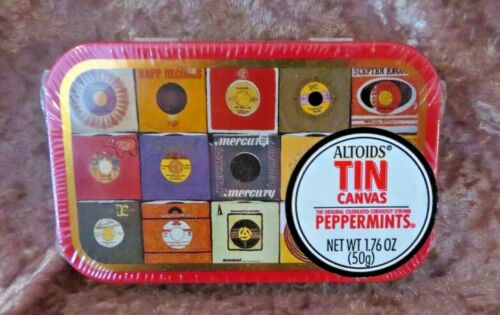 KAPP RECORDS
SCEPTER RECO
mercury
mercury
ALTOIDS®
TIN
CANVAS
THE ORIGINAL CELEBRATED CURIOUSLY STRONG
PEPPERMINTS®
NET WT 1.76 OZ
(50g)